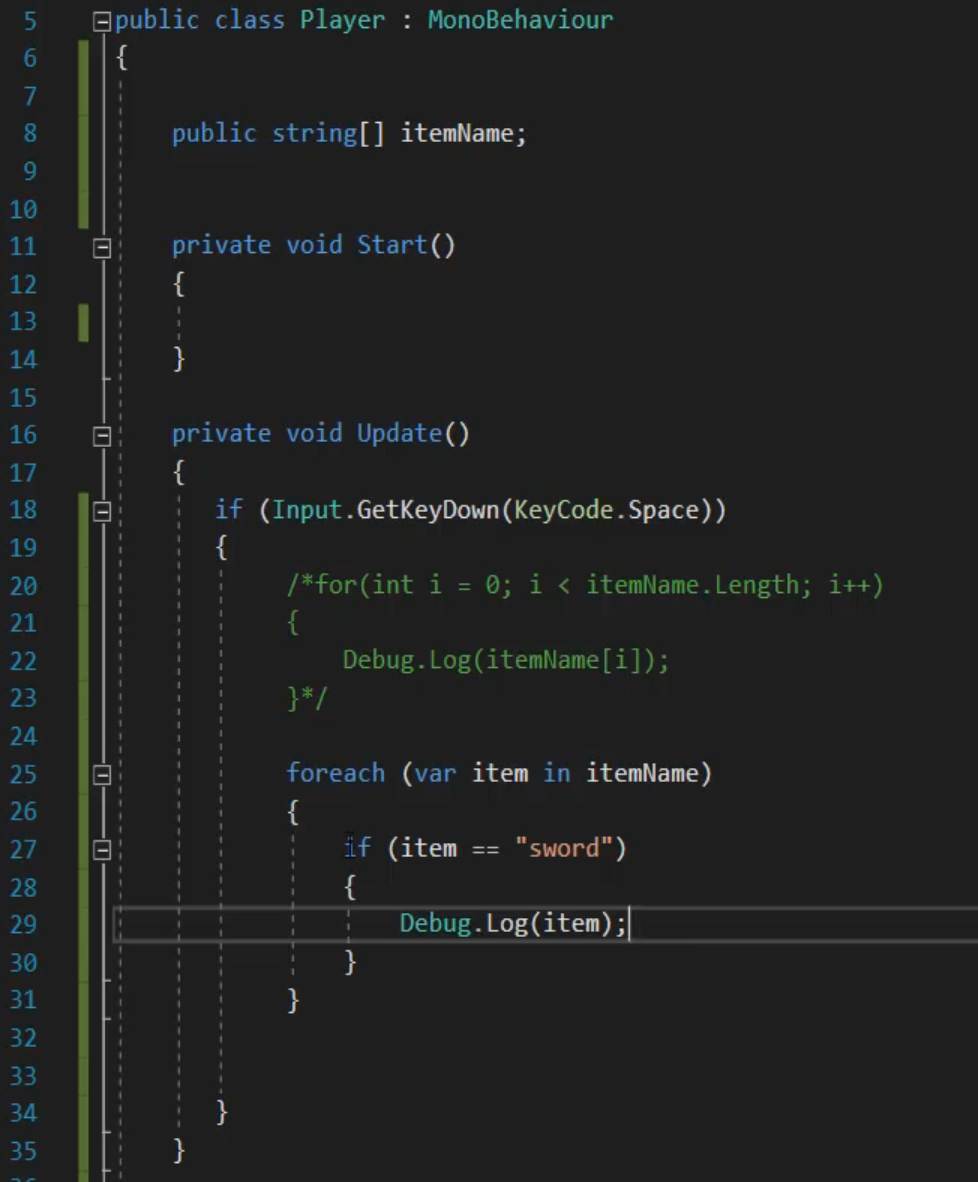 5 public class Player : MonoBehaviour
6 {
7
8 public string[] itemName;
9
10
11 private void Start()
12 {
13
14 }
15
16 private void Update()
17 {
18 if (Input.GetKeyDown(KeyCode.Space))
19 {
20 /*for(int i = 0; i < itemName.Length; i++)
21 {
22 Debug.Log(itemName[i]);
23 }*/
24
25 foreach (var item in itemName)
26 {
27 if (item == "sword")
28 {
29 Debug.Log(item);
30 }
31 }
32
33
34 }
35 }